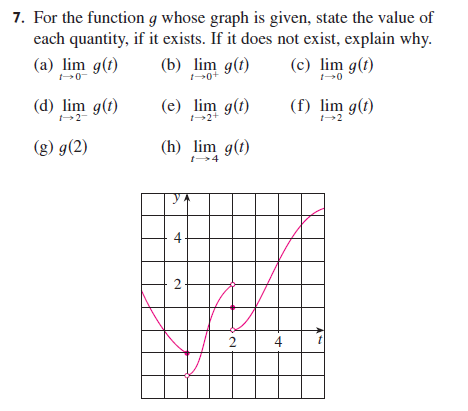 7. For the function g whose graph is given, state the value of
each quantity, if it exists. If it does not exist, explain why.
(a) lim g(t) (b) lim g(t) (c) lim g(t)
t→0⁻ t→0⁺ t→0
(d) lim g(t) (e) lim g(t) (f) lim g(t)
t→2⁻ t→2⁺ t→2
(g) g(2) (h) lim g(t)
t→4
y
4
2
2 4 t